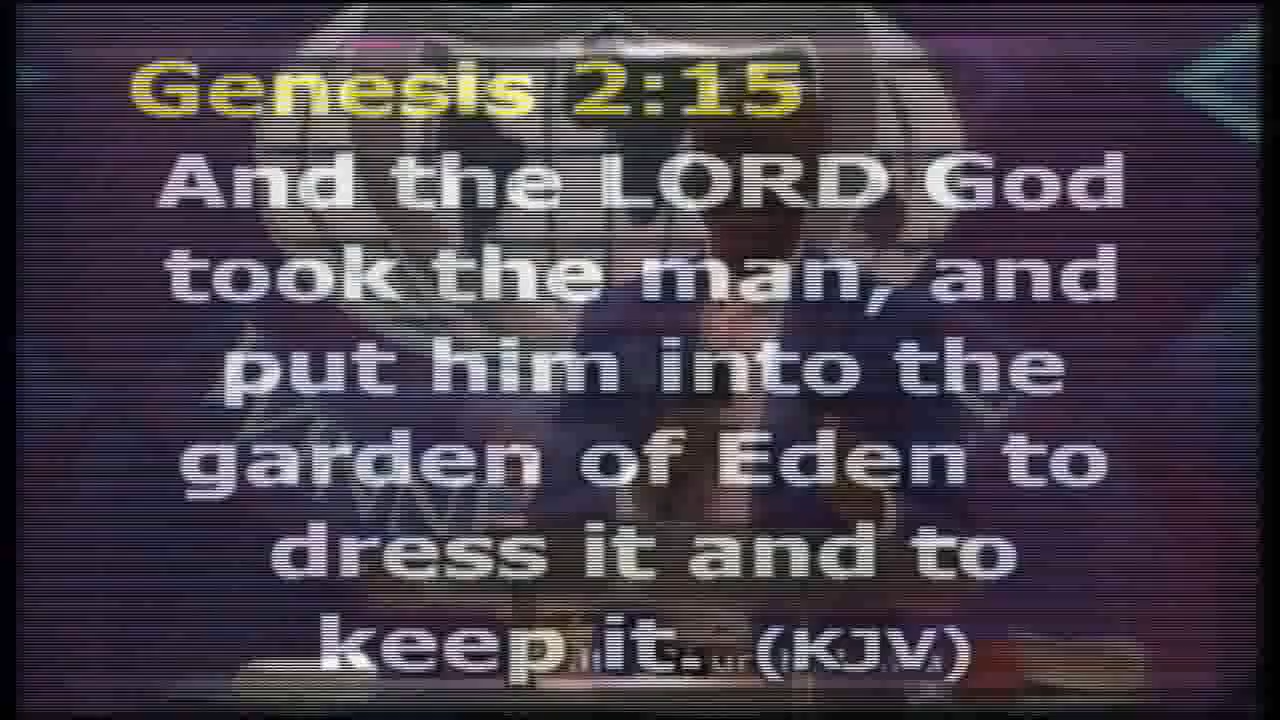 Genesis 2:15
And the LORD God
took the man, and
put him into the
garden of Eden to
dress it and to
keep it. (KJV)